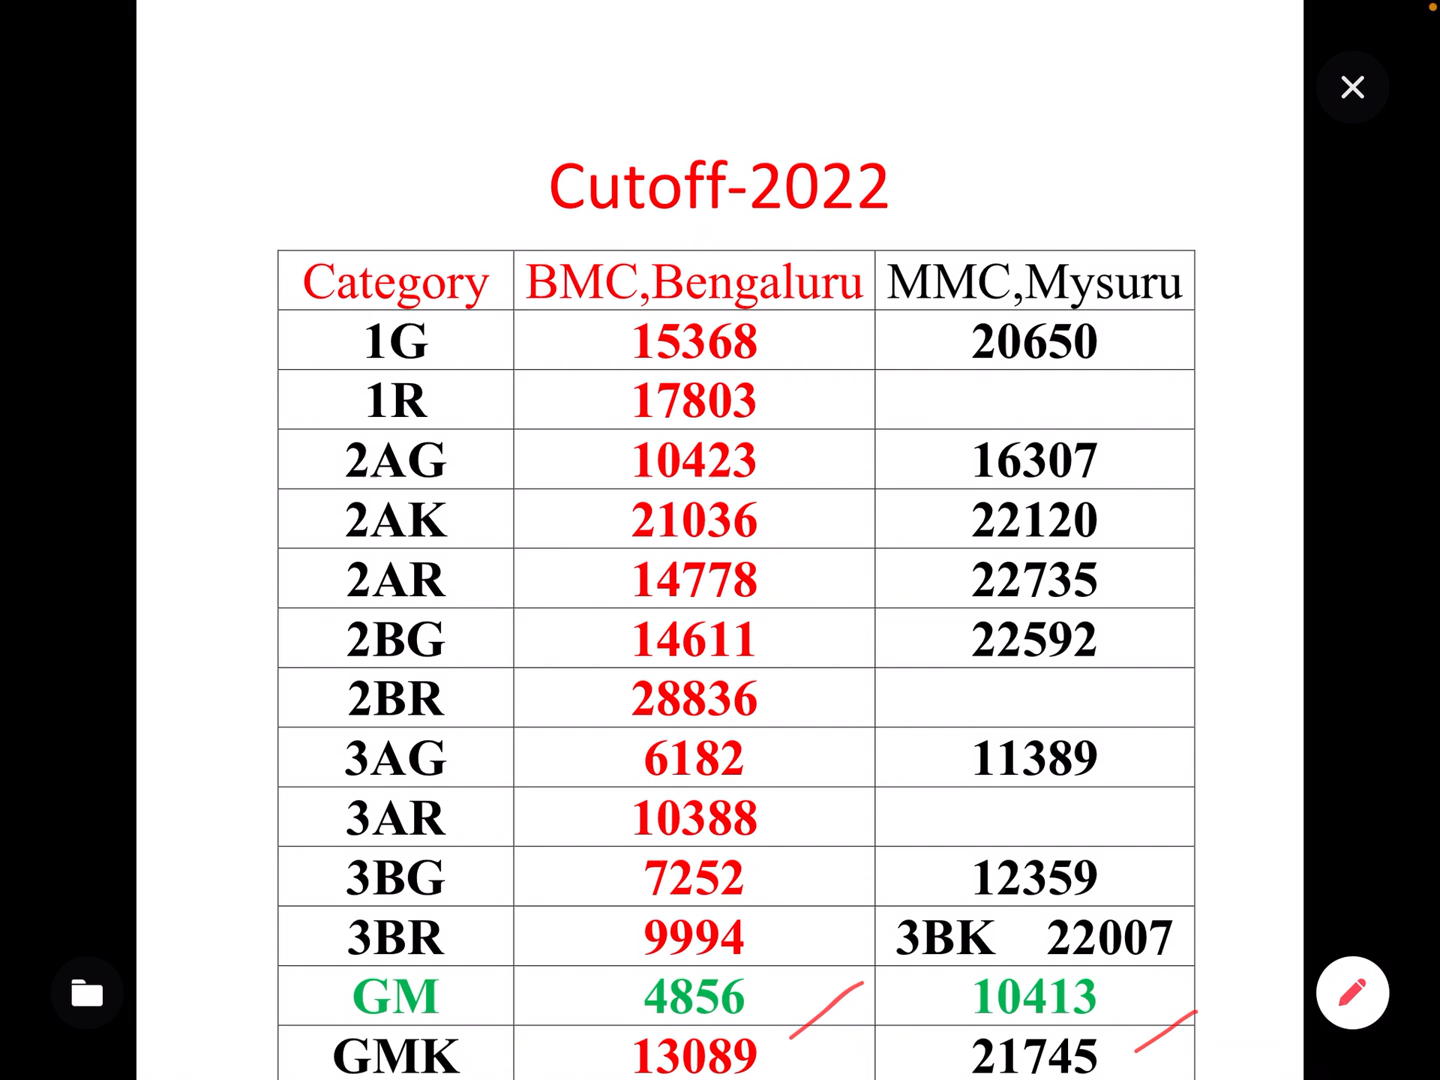 Cutoff-2022
Category BMC,Bengaluru MMC,Mysuru
1G 15368 20650
1R 17803
2AG 10423 16307
2AK 21036 22120
2AR 14778 22735
2BG 14611 22592
2BR 28836
3AG 6182 11389
3AR 10388
3BG 7252 12359
3BR 9994 3BK 22007
GM 4856 10413
GMK 13089 21745